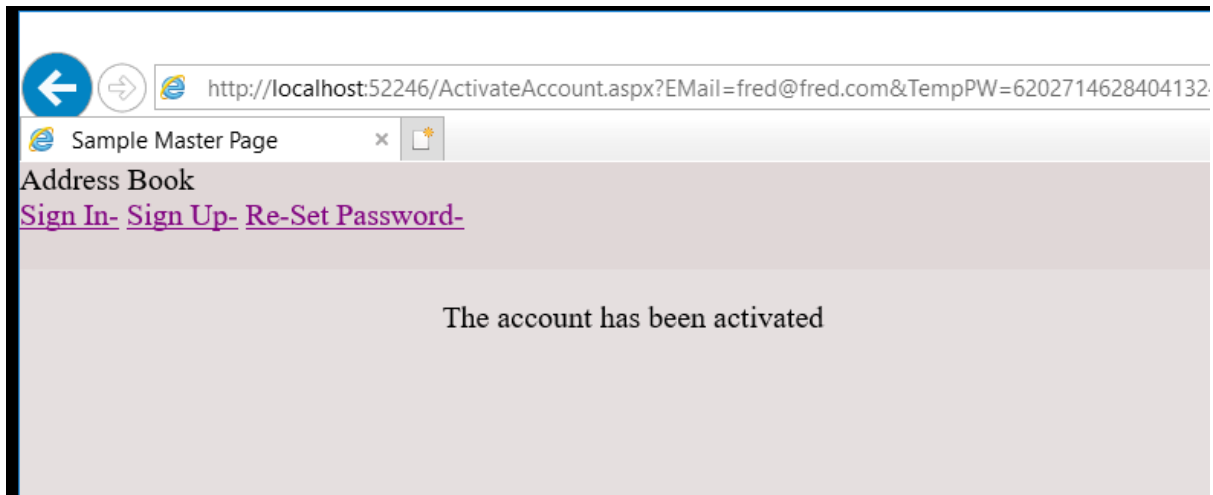 http://localhost:52246/ActivateAccount.aspx?EMail=fred@fred.com&TempPW=6202714628404132
Sample Master Page
Address Book
Sign In- Sign Up- Re-Set Password-
The account has been activated